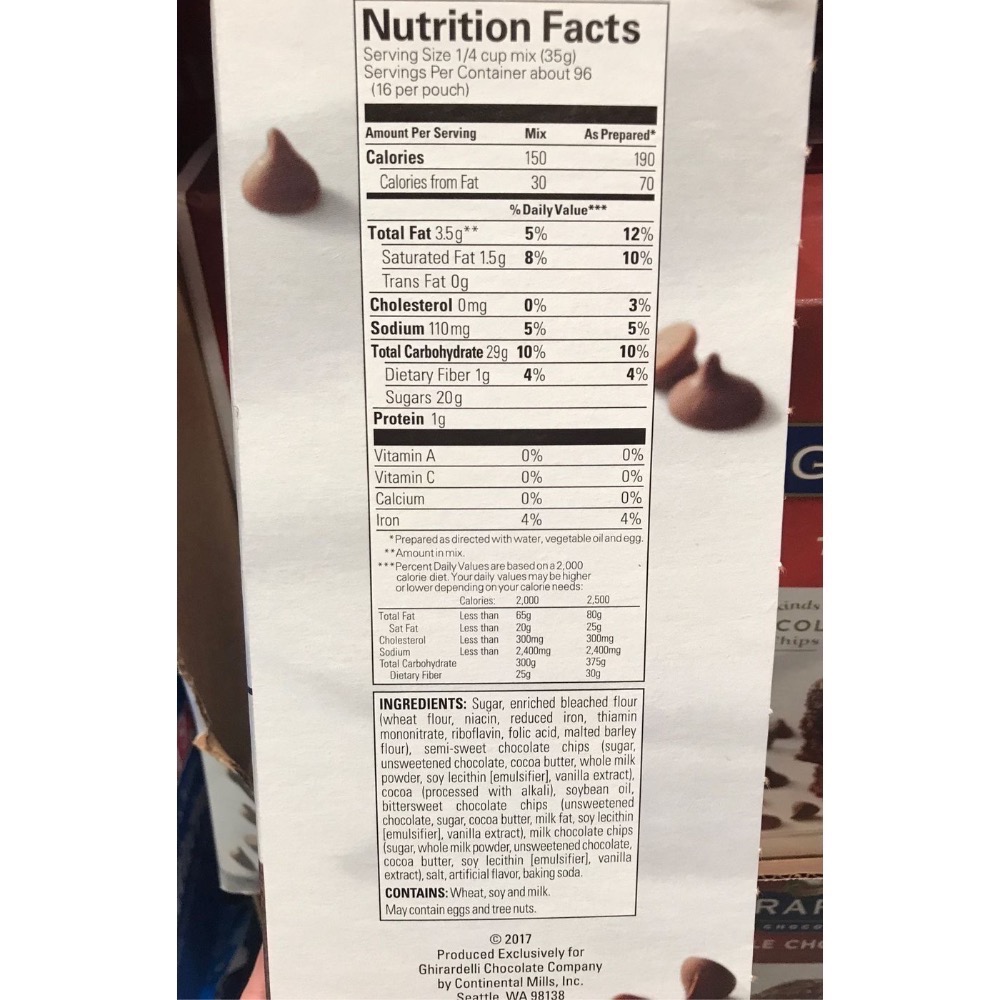 Nutrition Facts
Serving Size 1/4 cup mix (35g)
Servings Per Container about 96
(16 per pouch)
Amount Per Serving Mix As Prepared*
Calories 150 190
Calories from Fat 30 70
% Daily Value***
Total Fat 3.5g** 5% 12%
Saturated Fat 1.5g 8% 10%
Trans Fat 0g
Cholesterol 0mg 0% 3%
Sodium 110mg 5% 5%
Total Carbohydrate 29g 10% 10%
Dietary Fiber 1g 4% 4%
Sugars 20g
Protein 1g
Vitamin A 0% 0%
Vitamin C 0% 0%
Calcium 0% 0%
Iron 4% 4%
*Prepared as directed with water, vegetable oil and egg.
**Amount in mix.
***Percent Daily Values are based on a 2,000
calorie diet. Your daily values may be higher
or lower depending on your calorie needs:
Calories: 2,000 2,500
Total Fat Less than 65g 80g
Sat Fat Less than 20g 25g
Cholesterol Less than 300mg 300mg
Sodium Less than 2,400mg 2,400mg
Total Carbohydrate 300g 375g
Dietary Fiber 25g 30g
INGREDIENTS: Sugar, enriched bleached flour
(wheat flour, niacin, reduced iron, thiamin
mononitrate, riboflavin, folic acid, malted barley
flour), semi-sweet chocolate chips (sugar,
unsweetened chocolate, cocoa butter, whole milk
powder, soy lecithin [emulsifier], vanilla extract),
cocoa (processed with alkali), soybean oil,
bittersweet chocolate chips (unsweetened
chocolate, sugar, cocoa butter, milk fat, soy lecithin
[emulsifier], vanilla extract), milk chocolate chips
(sugar, whole milk powder, unsweetened chocolate,
cocoa butter, soy lecithin [emulsifier], vanilla
extract), salt, artificial flavor, baking soda.
CONTAINS: Wheat, soy and milk.
May contain eggs and tree nuts.
© 2017
Produced Exclusively for
Ghirardelli Chocolate Company
by Continental Mills, Inc.
Seattle, WA 98138
G
kinds
COL
Chips
RAR
LE CHO